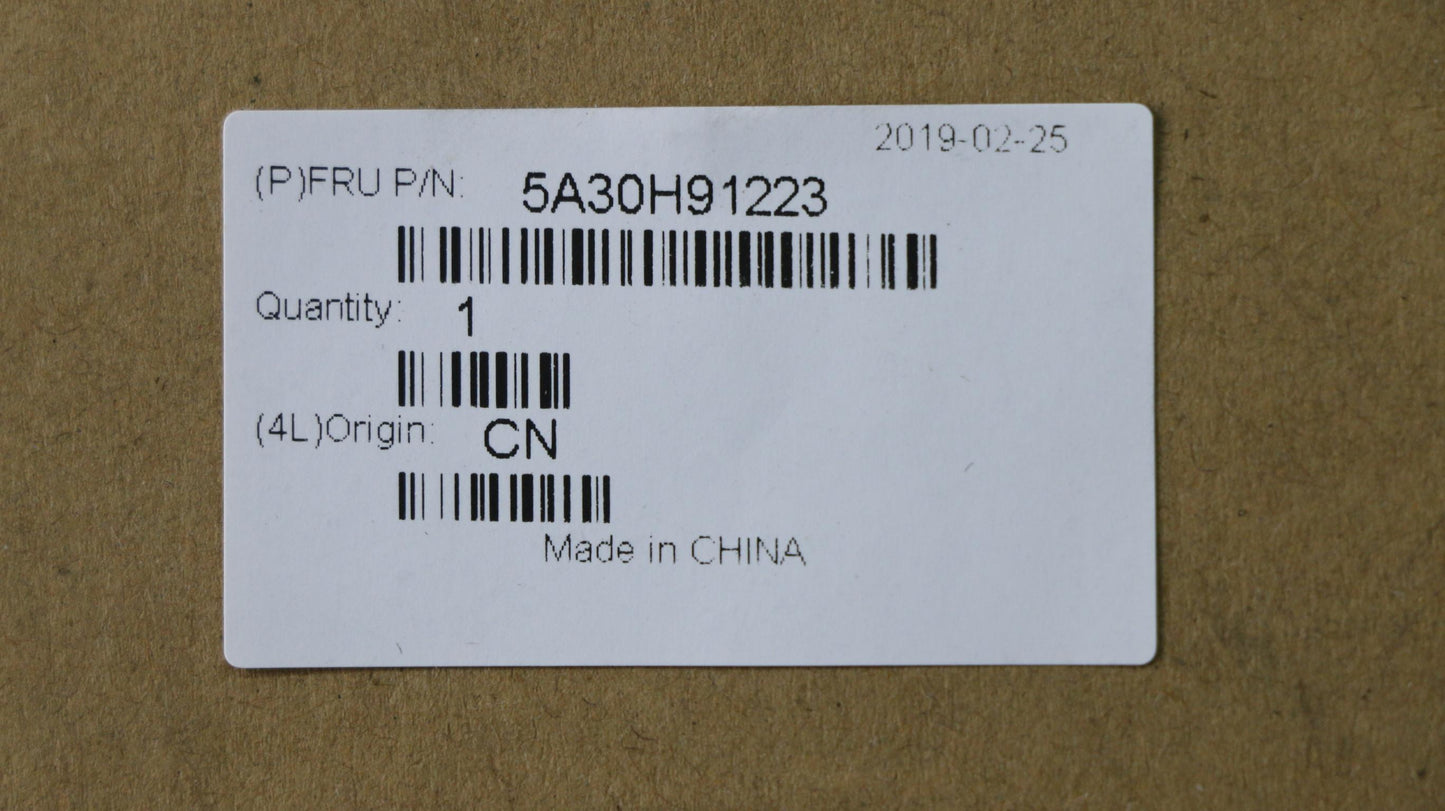 2019-02-25
(P)FRU P/N: 5A30H91223
Quantity: 1
(4L)Origin: CN
Made in CHINA